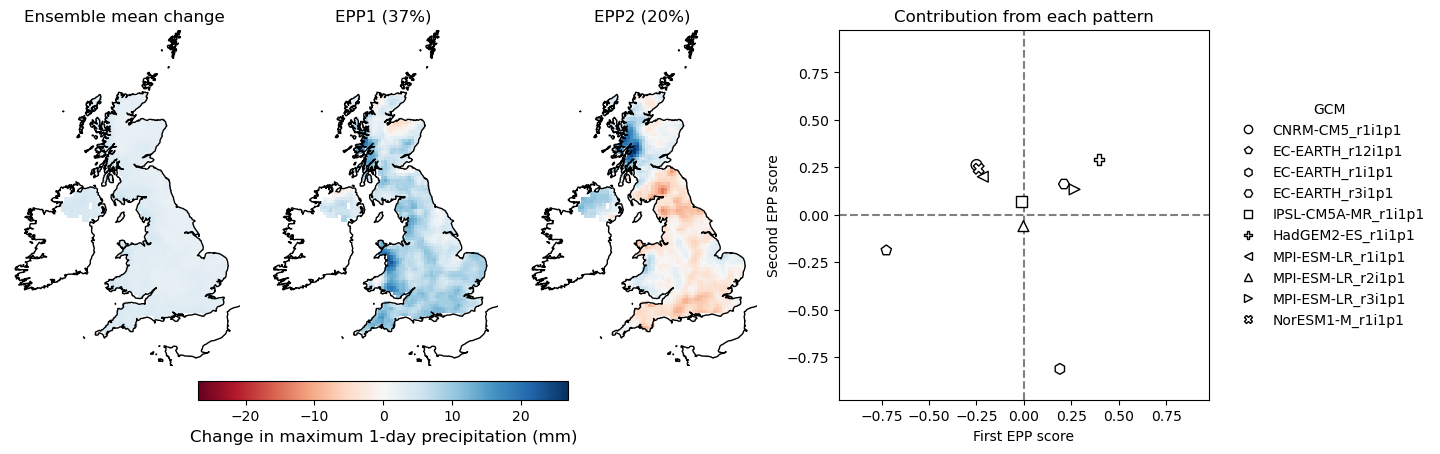 Ensemble mean change
EPP1 (37%)
EPP2 (20%)
−20
−10
0
10
20
Change in maximum 1-day precipitation (mm)
Contribution from each pattern
0.75
0.50
0.25
0.00
−0.25
−0.50
−0.75
Second EPP score
−0.75
−0.50
−0.25
0.00
0.25
0.50
0.75
First EPP score
GCM
CNRM-CM5_r1i1p1
EC-EARTH_r12i1p1
EC-EARTH_r1i1p1
EC-EARTH_r3i1p1
IPSL-CM5A-MR_r1i1p1
HadGEM2-ES_r1i1p1
MPI-ESM-LR_r1i1p1
MPI-ESM-LR_r2i1p1
MPI-ESM-LR_r3i1p1
NorESM1-M_r1i1p1